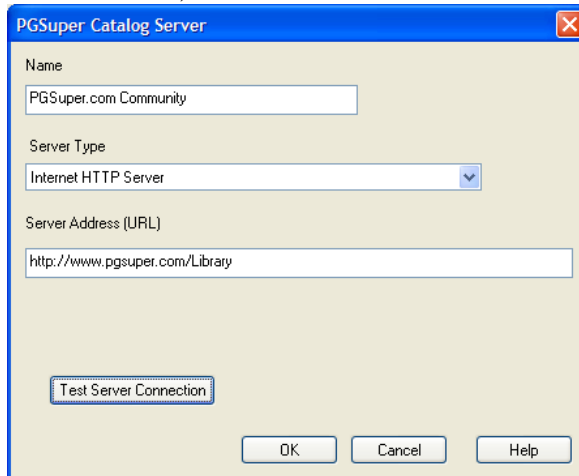 PGSuper Catalog Server
Name
PGSuper.com Community
Server Type
Internet HTTP Server
Server Address (URL)
http://www.pgsuper.com/Library
Test Server Connection
OK Cancel Help